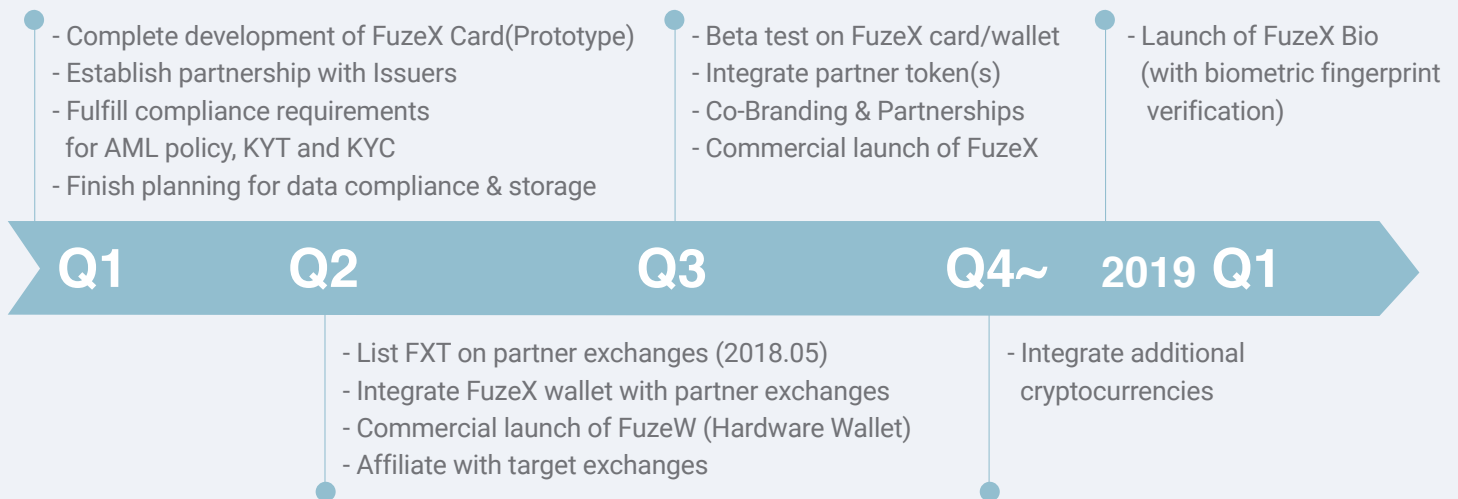 - Complete development of FuzeX Card(Prototype)
- Establish partnership with Issuers
- Fulfill compliance requirements
for AML policy, KYT and KYC
- Finish planning for data compliance & storage
- Beta test on FuzeX card/wallet
- Integrate partner token(s)
- Co-Branding & Partnerships
- Commercial launch of FuzeX
- Launch of FuzeX Bio
(with biometric fingerprint
verification)
Q1 Q2 Q3 Q4~ 2019 Q1
- List FXT on partner exchanges (2018.05)
- Integrate FuzeX wallet with partner exchanges
- Commercial launch of FuzeW (Hardware Wallet)
- Affiliate with target exchanges
- Integrate additional
cryptocurrencies